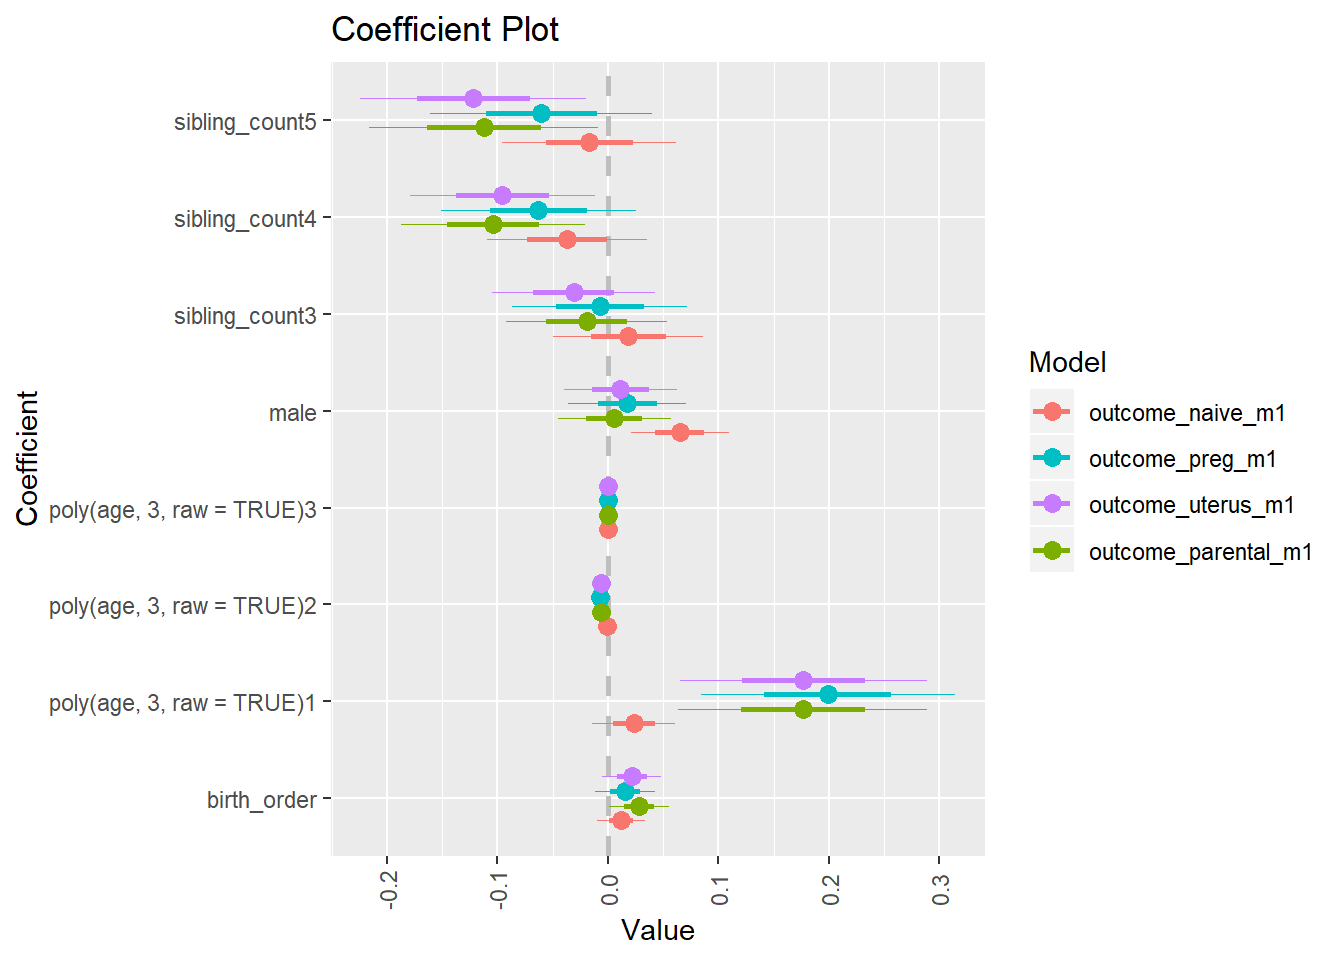 Coefficient Plot
Coefficient
sibling_count5
sibling_count4
sibling_count3
male
poly(age, 3, raw = TRUE)3
poly(age, 3, raw = TRUE)2
poly(age, 3, raw = TRUE)1
birth_order
-0.2
-0.1
0.0
0.1
0.2
0.3
Value
Model
outcome_naive_m1
outcome_preg_m1
outcome_uterus_m1
outcome_parental_m1